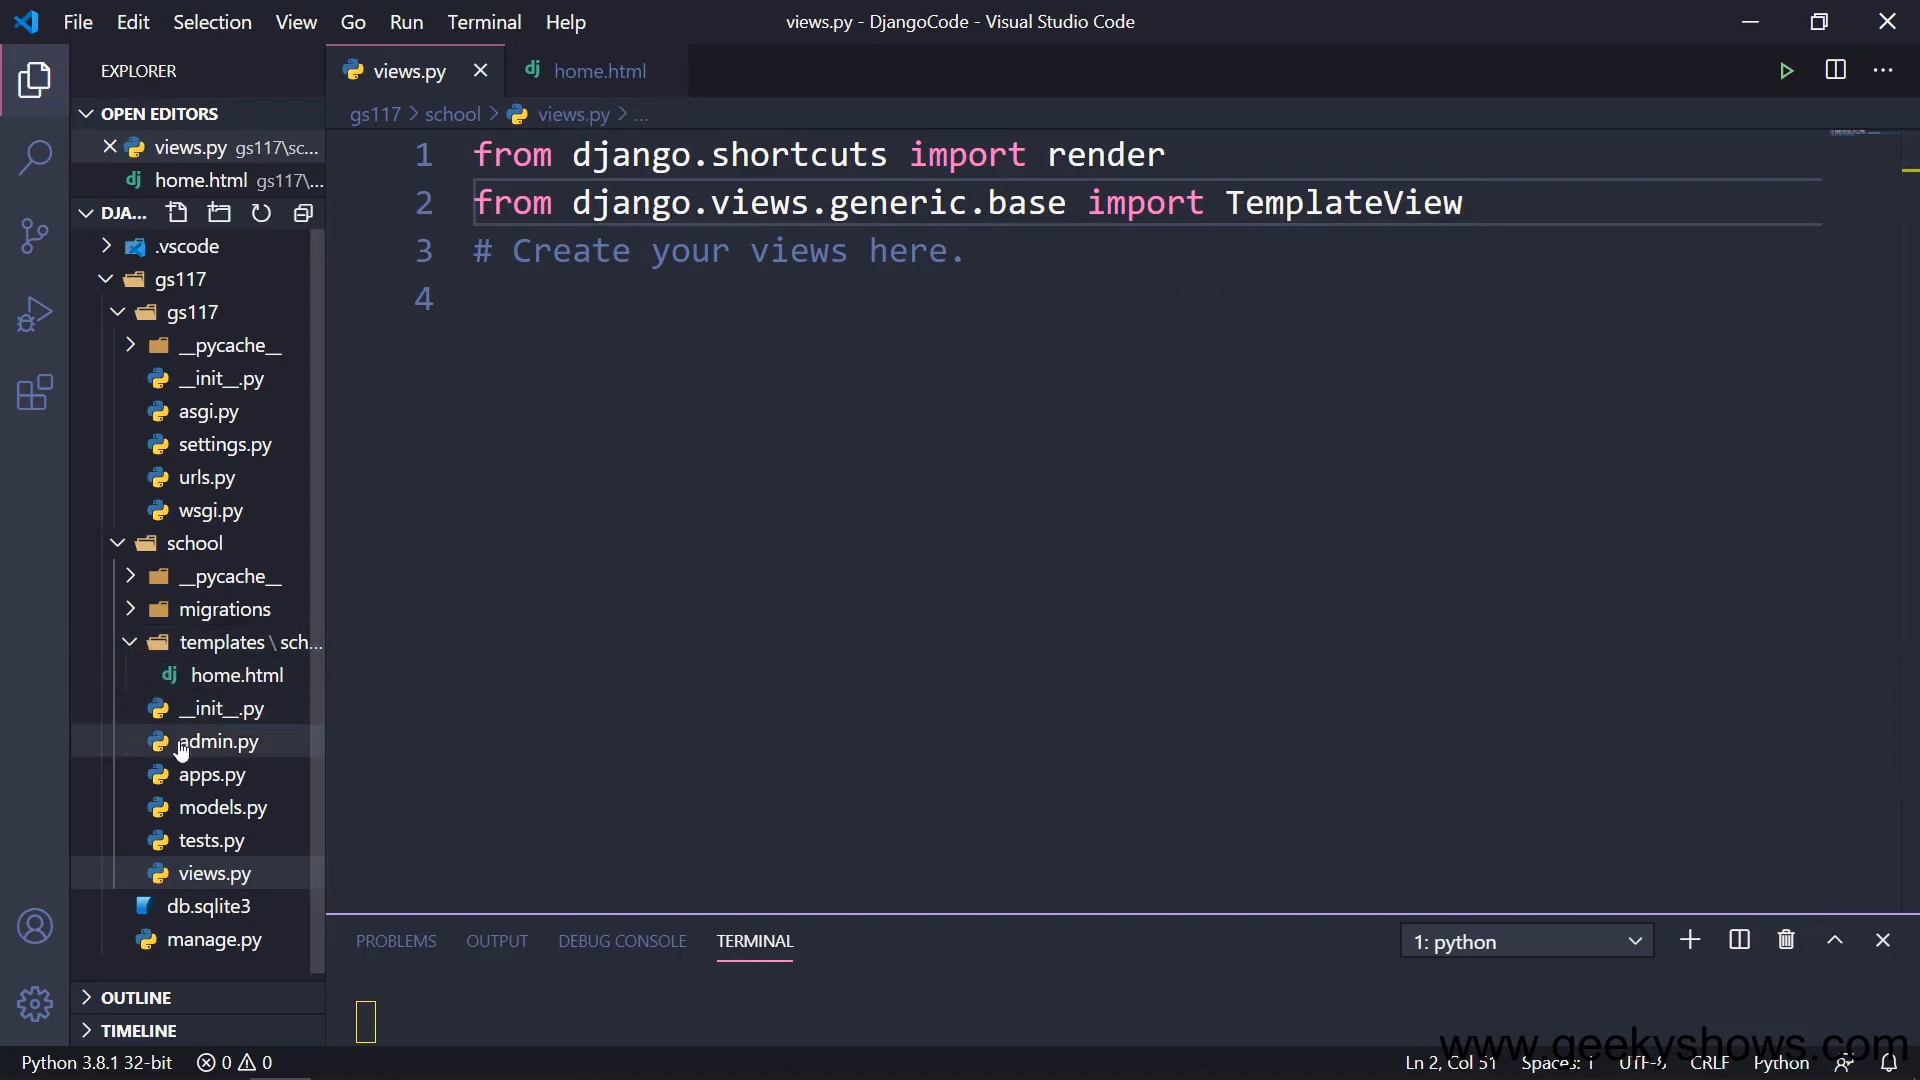 File Edit Selection View Go Run Terminal Help
views.py - DjangoCode - Visual Studio Code
EXPLORER
OPEN EDITORS
views.py gs117\sc...
home.html gs117\...
DJA...
.vscode
gs117
gs117
__pycache__
__init__.py
asgi.py
settings.py
urls.py
wsgi.py
school
__pycache__
migrations
templates\sch...
home.html
__init__.py
admin.py
apps.py
models.py
tests.py
views.py
db.sqlite3
manage.py
OUTLINE
TIMELINE
views.py
home.html
gs117 > school > views.py > ...
1 from django.shortcuts import render
2 from django.views.generic.base import TemplateView
3 # Create your views here.
4
PROBLEMS OUTPUT DEBUG CONSOLE TERMINAL
1: python
www.geekyshows.com
Python 3.8.1 32-bit 0 0
Ln 2, Col 51 Spaces: 1 UTF-8 CRLF Python